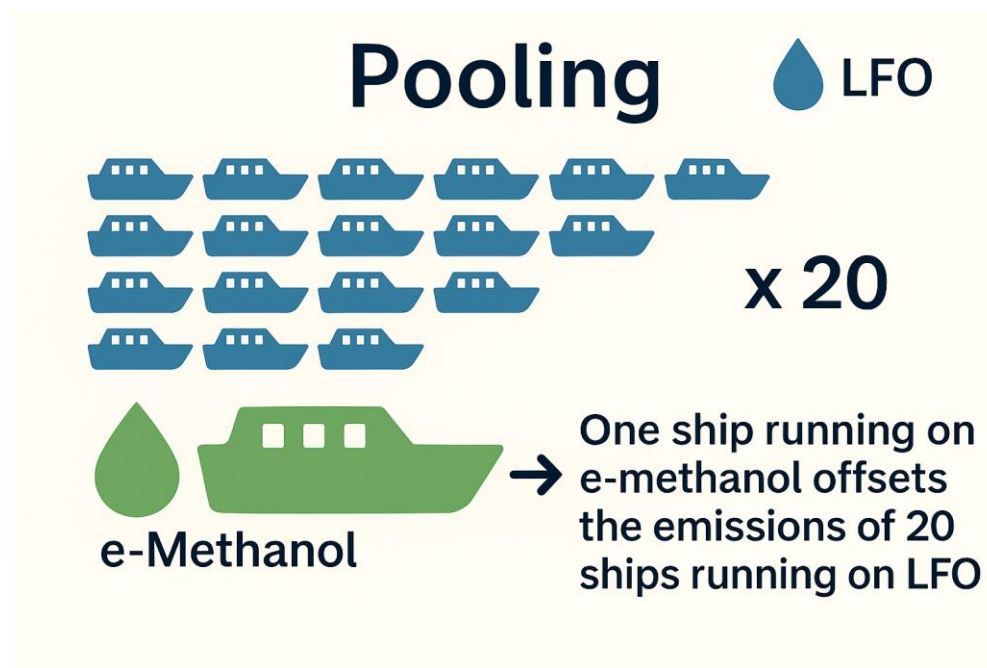 Pooling
LFO
x 20
e-Methanol
One ship running on
e-methanol offsets
the emissions of 20
ships running on LFO